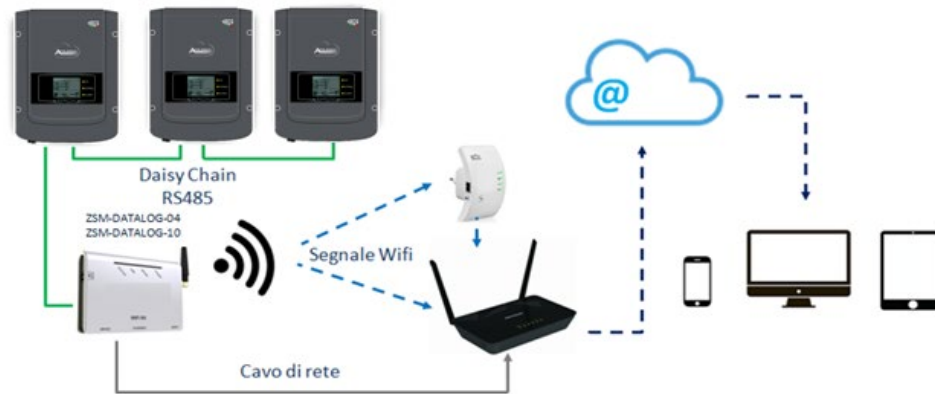 @
Daisy Chain
RS485
ZSM-DATALOG-04
ZSM-DATALOG-10
Segnale Wifi
Cavo di rete